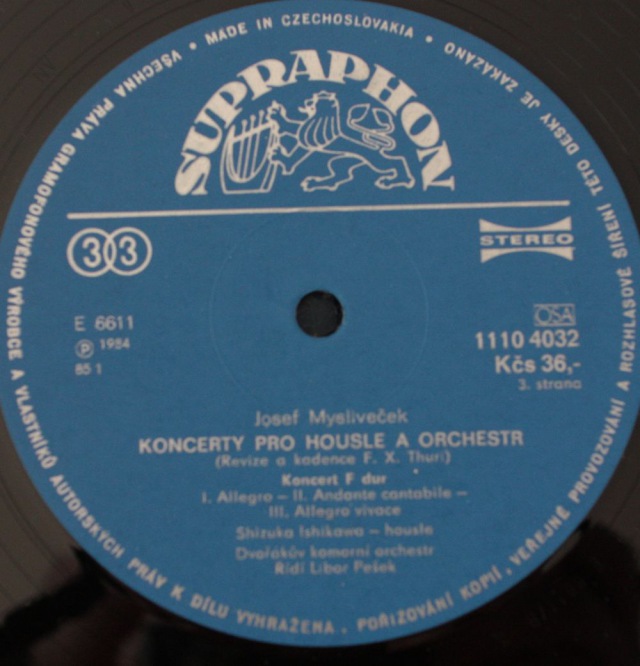 • MADE IN CZECHOSLOVAKIA •
VŠECHNA PRÁVA GRAMOFONOVÉHO VÝROBCE A VLASTNÍKŮ AUTORSKÝCH PRÁV K DÍLU VYHRAŽENA. POŘIZOVÁNÍ KOPIÍ, VEŘEJNÉ PROVOZOVÁNÍ A ROZHLASOVÉ ŠÍŘENÍ TÉTO DESKY JE ZAKÁZÁNO
SUPRAPHON
33
STEREO
E 6611
Ⓟ 1984
85 1
OSA
1110 4032
Kčs 36,-
3. strana
Josef Mysliveček
KONCERTY PRO HOUSLE A ORCHESTR
(Revize a kadence F. X. Thuri)
Koncert F dur
I. Allegro – II. Andante cantabile –
III. Allegro vivace
Shizuka Ishikawa – housle
Dvořákův komorní orchestr
Řídí Libor Pešek